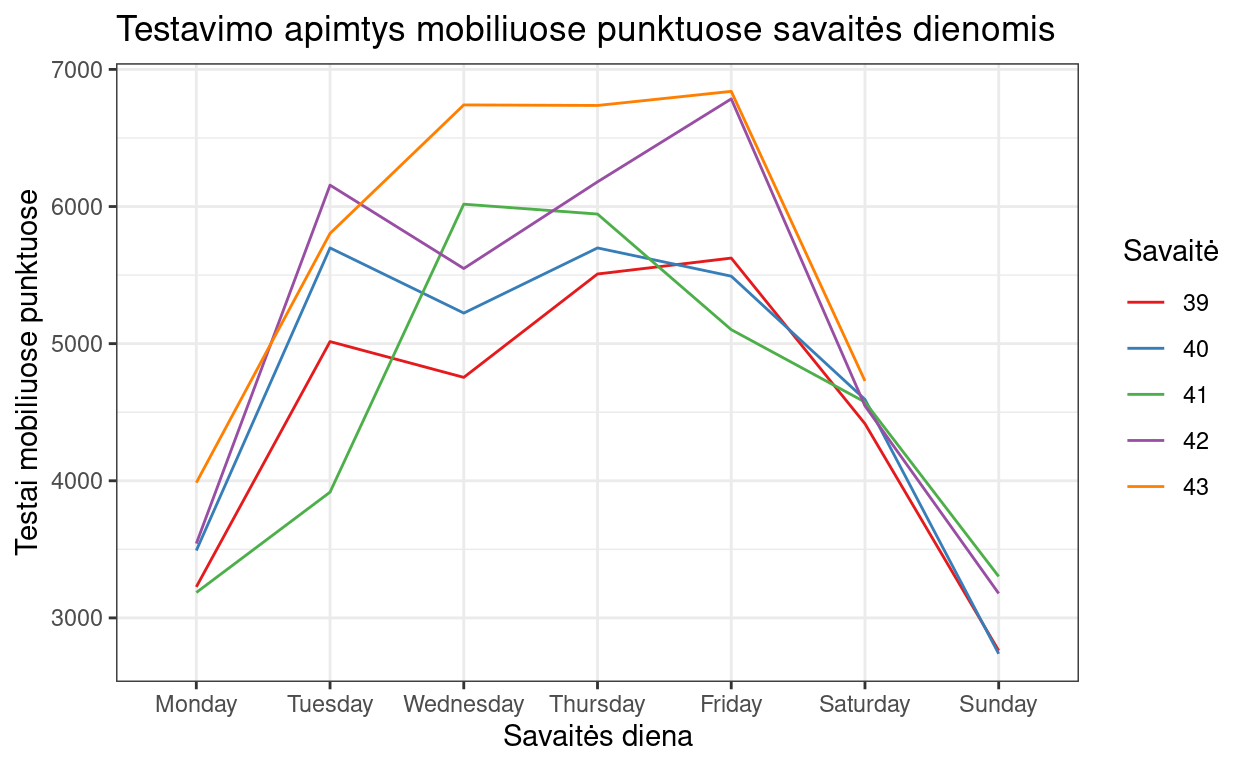 Testavimo apimtys mobiliuose punktuose savaitės dienomis
Testai mobiliuose punktuose
7000
6000
5000
4000
3000
Monday Tuesday Wednesday Thursday Friday Saturday Sunday
Savaitės diena
Savaitė
39
40
41
42
43